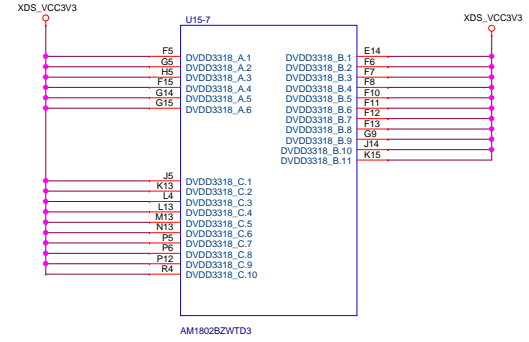 XDS_VCC3V3
XDS_VCC3V3
U15-7
F5 DVDD3318_A.1
G5 DVDD3318_A.2
H5 DVDD3318_A.3
F15 DVDD3318_A.4
G14 DVDD3318_A.5
G15 DVDD3318_A.6
DVDD3318_B.1 E14
DVDD3318_B.2 F6
DVDD3318_B.3 F7
DVDD3318_B.4 F8
DVDD3318_B.5 F10
DVDD3318_B.6 F11
DVDD3318_B.7 F12
DVDD3318_B.8 F13
DVDD3318_B.9 G9
DVDD3318_B.10 J14
DVDD3318_B.11 K15
J5 DVDD3318_C.1
K13 DVDD3318_C.2
L4 DVDD3318_C.3
L13 DVDD3318_C.4
M13 DVDD3318_C.5
N13 DVDD3318_C.6
P5 DVDD3318_C.7
P6 DVDD3318_C.8
P12 DVDD3318_C.9
R4 DVDD3318_C.10
AM1802BZWTD3